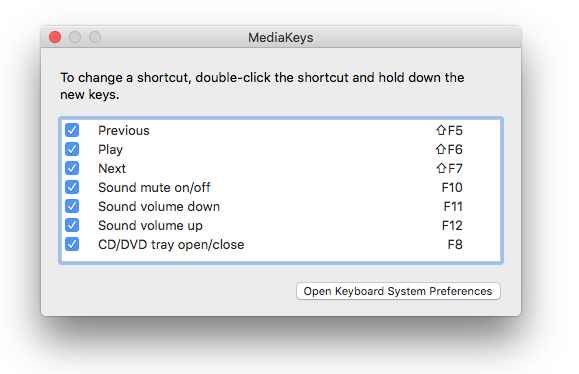 MediaKeys
To change a shortcut, double-click the shortcut and hold down the
new keys.
Previous ⇧F5
Play ⇧F6
Next ⇧F7
Sound mute on/off F10
Sound volume down F11
Sound volume up F12
CD/DVD tray open/close F8
Open Keyboard System Preferences